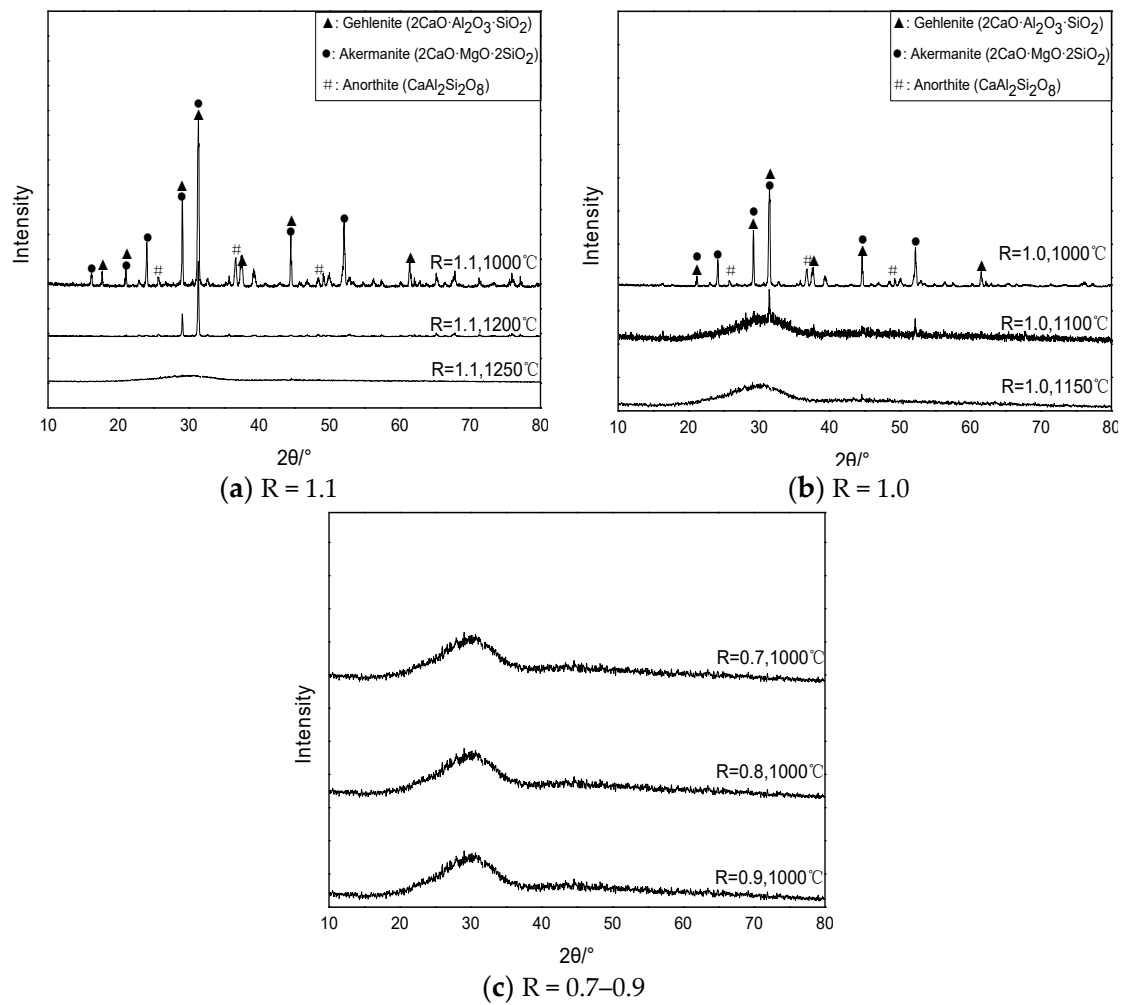 ▲: Gehlenite (2CaO·Al₂O₃·SiO₂)
●: Akermanite (2CaO·MgO·2SiO₂)
#: Anorthite (CaAl₂Si₂O₈)
Intensity
R=1.1,1000℃
R=1.1,1200℃
R=1.1,1250℃
10 20 30 40 50 60 70 80
2θ/°
(a) R = 1.1
▲: Gehlenite (2CaO·Al₂O₃·SiO₂)
●: Akermanite (2CaO·MgO·2SiO₂)
#: Anorthite (CaAl₂Si₂O₈)
Intensity
R=1.0,1000℃
R=1.0,1100℃
R=1.0,1150℃
10 20 30 40 50 60 70 80
2θ/°
(b) R = 1.0
Intensity
R=0.7,1000℃
R=0.8,1000℃
R=0.9,1000℃
10 20 30 40 50 60 70 80
2θ/°
(c) R = 0.7–0.9